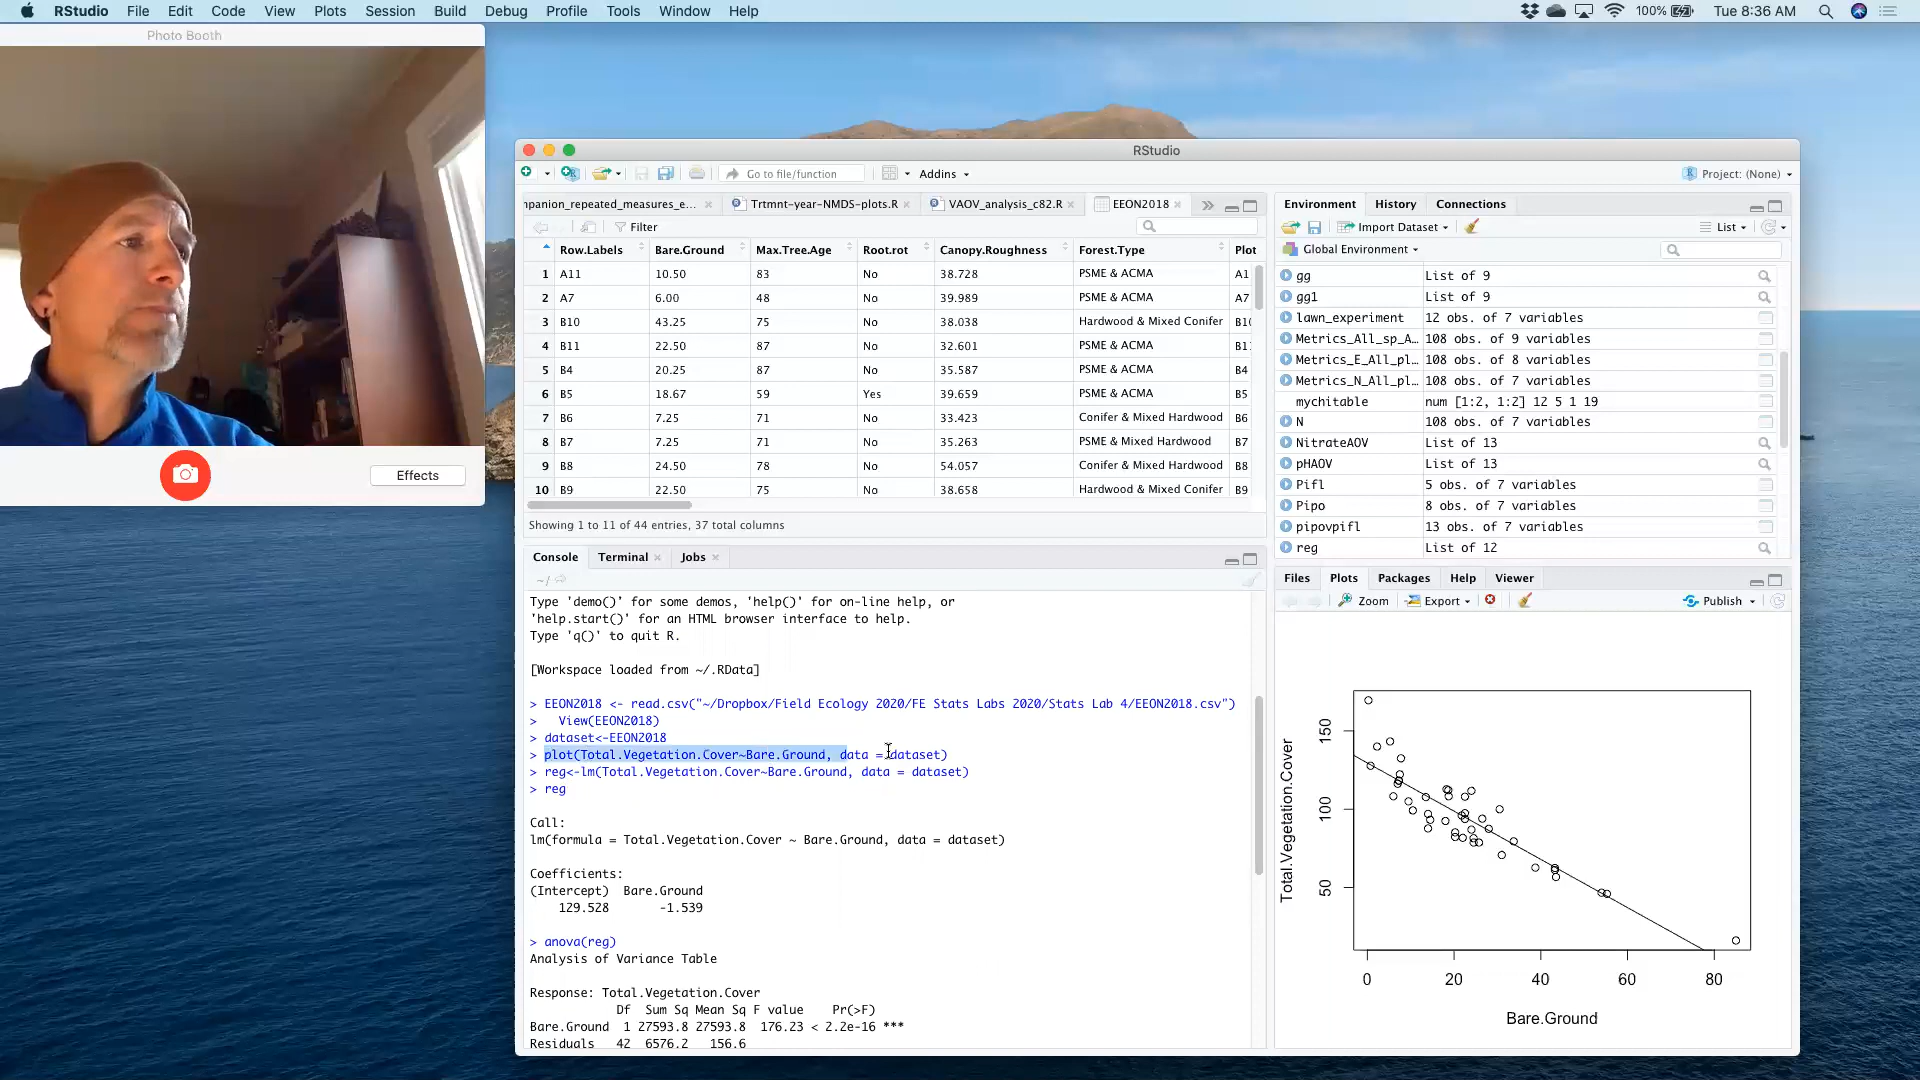 RStudio File Edit Code View Plots Session Build Debug Profile Tools Window Help 100% Tue 8:36 AM
Photo Booth
Effects
RStudio
Go to file/function Addins Project: (None)
npanion_repeated_measures_e... Trtmnt-year-NMDS-plots.R VAOV_analysis_c82.R EEON2018
Filter
Row.Labels Bare.Ground Max.Tree.Age Root.rot Canopy.Roughness Forest.Type Plot
1 A11 10.50 83 No 38.728 PSME & ACMA A1
2 A7 6.00 48 No 39.989 PSME & ACMA A7
3 B10 43.25 75 No 38.038 Hardwood & Mixed Conifer B10
4 B11 22.50 87 No 32.601 PSME & ACMA B1
5 B4 20.25 87 No 35.587 PSME & ACMA B4
6 B5 18.67 59 Yes 39.659 PSME & ACMA B5
7 B6 7.25 71 No 33.423 Conifer & Mixed Hardwood B6
8 B7 7.25 71 No 35.263 PSME & Mixed Hardwood B7
9 B8 24.50 78 No 54.057 Conifer & Mixed Hardwood B8
10 B9 22.50 75 No 38.658 Hardwood & Mixed Conifer B9
Showing 1 to 11 of 44 entries, 37 total columns
Console Terminal Jobs
~/
Type 'demo()' for some demos, 'help()' for on-line help, or
'help.start()' for an HTML browser interface to help.
Type 'q()' to quit R.
[Workspace loaded from ~/.RData]
> EEON2018 <- read.csv("~/Dropbox/Field Ecology 2020/FE Stats Labs 2020/Stats Lab 4/EEON2018.csv")
> View(EEON2018)
> dataset<-EEON2018
> plot(Total.Vegetation.Cover~Bare.Ground, data = dataset)
> reg<-lm(Total.Vegetation.Cover~Bare.Ground, data = dataset)
> reg
Call:
lm(formula = Total.Vegetation.Cover ~ Bare.Ground, data = dataset)
Coefficients:
(Intercept) Bare.Ground
129.528 -1.539
> anova(reg)
Analysis of Variance Table
Response: Total.Vegetation.Cover
Df Sum Sq Mean Sq F value Pr(>F)
Bare.Ground 1 27593.8 27593.8 176.23 < 2.2e-16 ***
Residuals 42 6576.2 156.6
Environment History Connections
Import Dataset List
Global Environment
gg List of 9
gg1 List of 9
lawn_experiment 12 obs. of 7 variables
Metrics_All_sp_A... 108 obs. of 9 variables
Metrics_E_All_pl... 108 obs. of 8 variables
Metrics_N_All_pl... 108 obs. of 7 variables
mychitable num [1:2, 1:2] 12 5 1 19
N 108 obs. of 7 variables
NitrateAOV List of 13
pHAOV List of 13
Pifl 5 obs. of 7 variables
Pipo 8 obs. of 7 variables
pipovpifl 13 obs. of 7 variables
reg List of 12
Files Plots Packages Help Viewer
Zoom Export Publish
Total.Vegetation.Cover
150
100
50
0 20 40 60 80
Bare.Ground